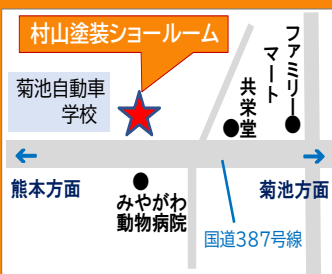 村山塗装ショールーム
菊池自動車
学校
共栄堂
ファミリー
マート
←
→
熊本方面
みやがわ
動物病院
菊池方面
国道387号線